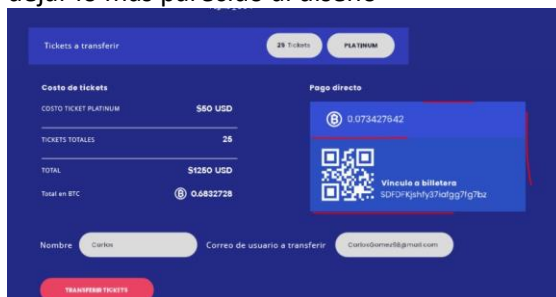 dejar lo más parecido al diseño
Tickets a transferir
25 Tickets
PLATINUM
Costo de tickets
COSTO TICKET PLATINUM
$50 USD
TICKETS TOTALES
25
TOTAL
$1250 USD
Total en BTC
0.6832728
Pago directo
0.073427642
Vinculo a billetera
SDFDFKjshfy37iafgg7fg7bz
Nombre
Carlos
Correo de usuario a transferir
CarlosGomez58@mail.com
TRANSFERIR TICKETS